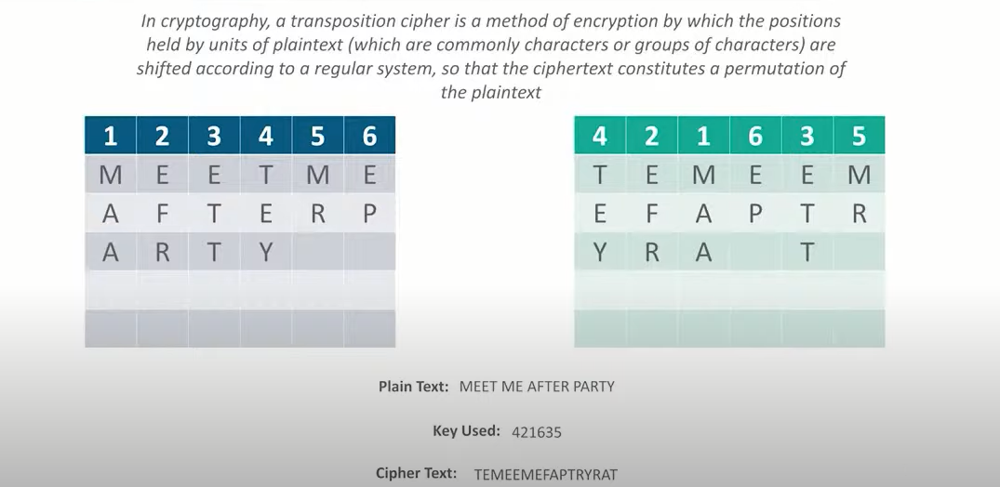 In cryptography, a transposition cipher is a method of encryption by which the positions
held by units of plaintext (which are commonly characters or groups of characters) are
shifted according to a regular system, so that the ciphertext constitutes a permutation of
the plaintext
1 2 3 4 5 6
M E E T M E
A F T E R P
A R T Y
4 2 1 6 3 5
T E M E E M
E F A P T R
Y R A T
Plain Text: MEET ME AFTER PARTY
Key Used: 421635
Cipher Text: TEMEEMEFAPTRYRAT